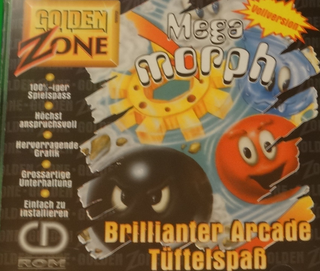 GOLDEN
ZONE
Mega
morph
Vollversion
100%-iger
Spielspass
Höchst
anspruchsvoll
Hervorragende
Grafik
Grossartige
Unterhaltung
Einfach zu
installieren
CD
ROM
Brillianter Arcade
Tüftelspaß